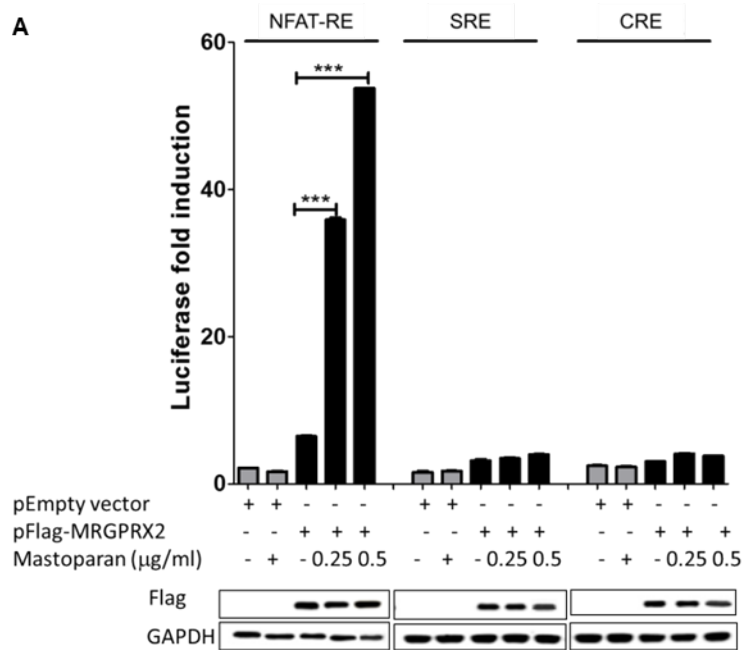 A
NFAT-RE SRE CRE
60
40
20
0
Luciferase fold induction
***
***
pEmpty vector + + - - - + + - - - + + - - -
pFlag-MRGPRX2 - - + + + - - + + + - - + + +
Mastoparan (µg/ml) - + - 0.25 0.5 - + - 0.25 0.5 - + - 0.25 0.5
Flag
GAPDH